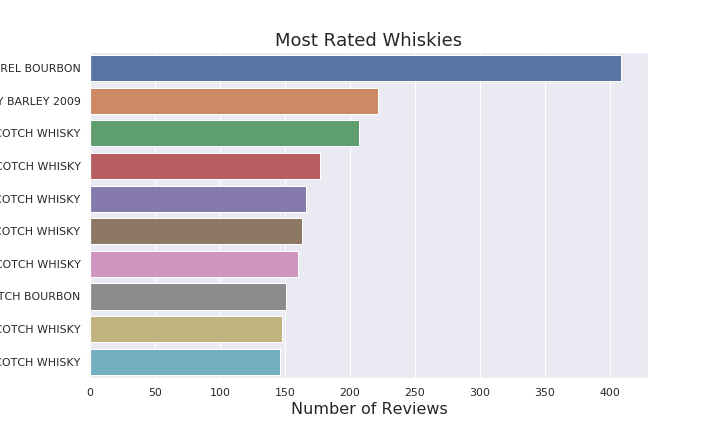 Most Rated Whiskies
REL BOURBON
Y BARLEY 2009
COTCH WHISKY
COTCH WHISKY
COTCH WHISKY
COTCH WHISKY
COTCH WHISKY
TCH BOURBON
COTCH WHISKY
COTCH WHISKY
0 50 100 150 200 250 300 350 400
Number of Reviews